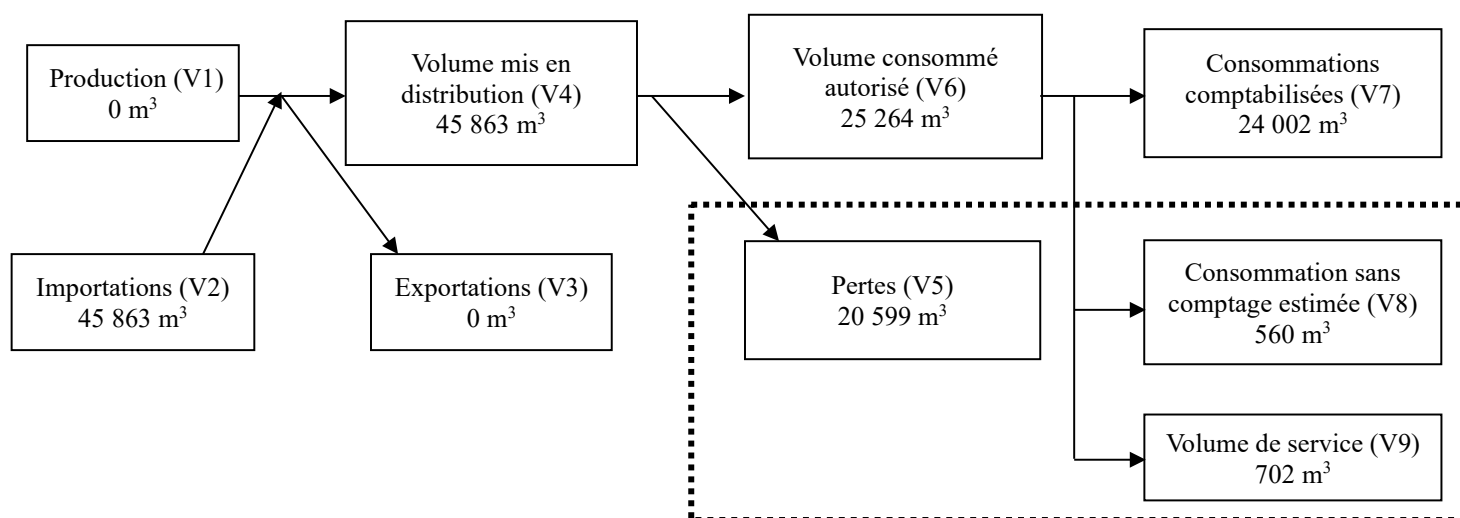 Production (V1)
0 m³
Volume mis en
distribution (V4)
45 863 m³
Volume consommé
autorisé (V6)
25 264 m³
Consommations
comptabilisées (V7)
24 002 m³
Importations (V2)
45 863 m³
Exportations (V3)
0 m³
Pertes (V5)
20 599 m³
Consommation sans
comptage estimée (V8)
560 m³
Volume de service (V9)
702 m³